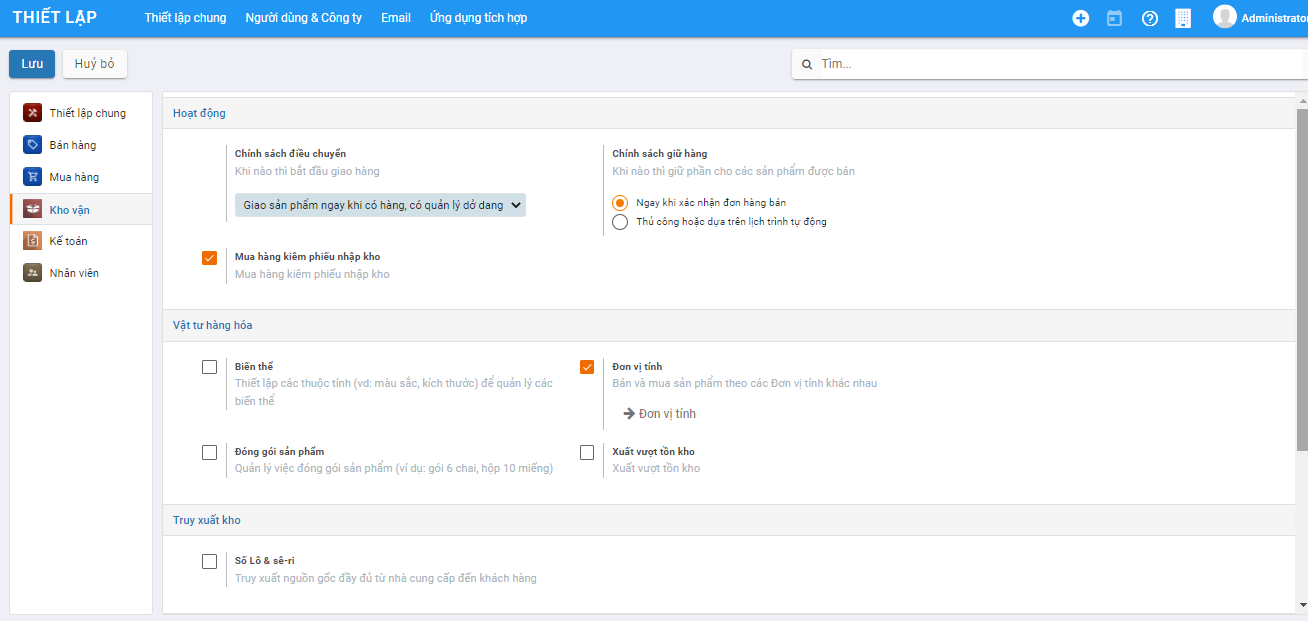 THIẾT LẬP
Thiết lập chung
Người dùng & Công ty
Email
Ứng dụng tích hợp
Administrator
Lưu
Huỷ bỏ
Tìm...
Thiết lập chung
Bán hàng
Mua hàng
Kho vận
Kế toán
Nhân viên
Hoạt động
Chính sách điều chuyển
Khi nào thì bắt đầu giao hàng
Giao sản phẩm ngay khi có hàng, có quản lý dỏ dang
Chính sách giữ hàng
Khi nào thì giữ phần cho các sản phẩm được bán
Ngay khi xác nhận đơn hàng bán
Thủ công hoặc dựa trên lịch trình tự động
Mua hàng kiêm phiếu nhập kho
Mua hàng kiêm phiếu nhập kho
Vật tư hàng hóa
Biến thể
Thiết lập các thuộc tính (vd: màu sắc, kích thước) để quản lý các
biến thể
Đơn vị tính
Bán và mua sản phẩm theo các Đơn vị tính khác nhau
Đơn vị tính
Đóng gói sản phẩm
Quản lý việc đóng gói sản phẩm (ví dụ: gói 6 chai, hộp 10 miếng)
Xuất vượt tồn kho
Xuất vượt tồn kho
Truy xuất kho
Số Lô & sê-ri
Truy xuất nguồn gốc đầy đủ từ nhà cung cấp đến khách hàng